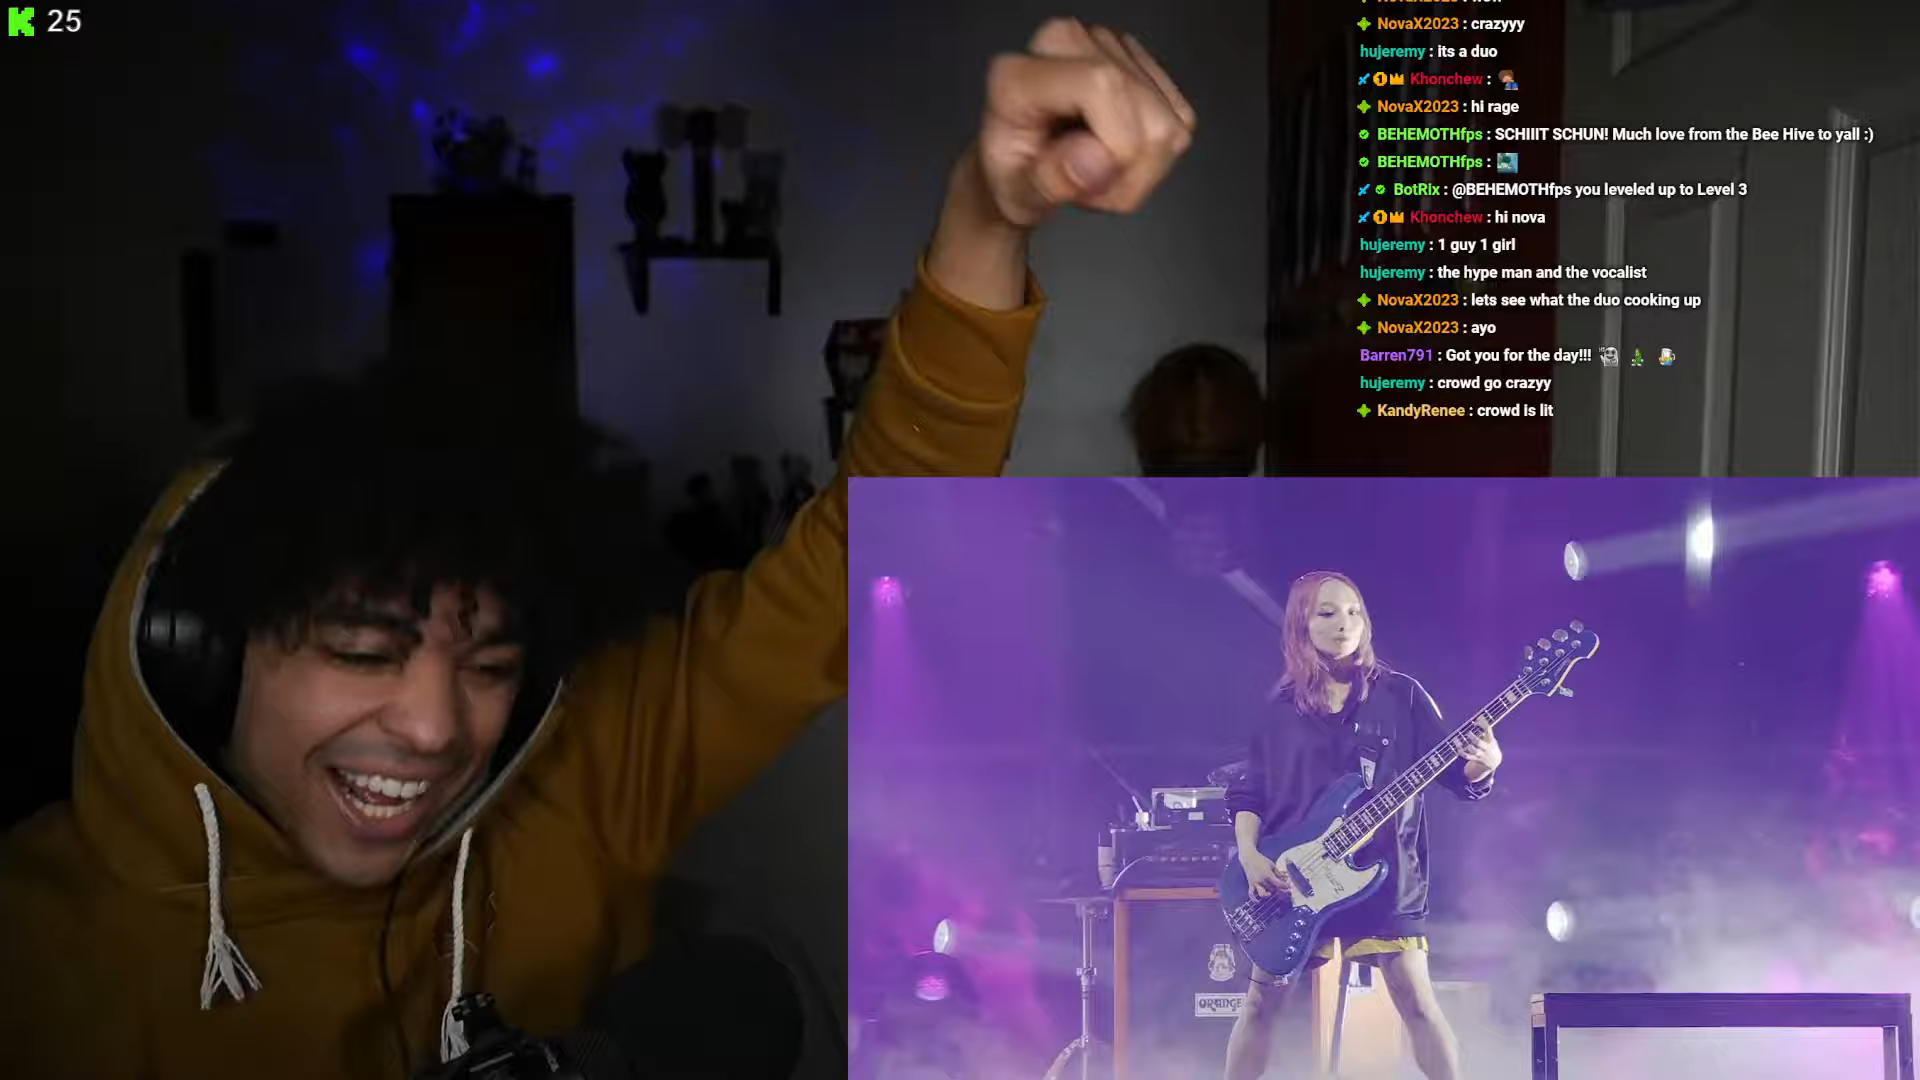 25
NovaX2023 : crazyyy
hujeremy : its a duo
Khonchew :
NovaX2023 : hi rage
BEHEMOTHfps : SCHIIIT SCHUN! Much love from the Bee Hive to yall :)
BEHEMOTHfps :
BotRix : @BEHEMOTHfps you leveled up to Level 3
Khonchew : hi nova
hujeremy : 1 guy 1 girl
hujeremy : the hype man and the vocalist
NovaX2023 : lets see what the duo cooking up
NovaX2023 : ayo
Barren791 : Got you for the day!!!
hujeremy : crowd go crazyy
KandyRenee : crowd is lit
ORANGE